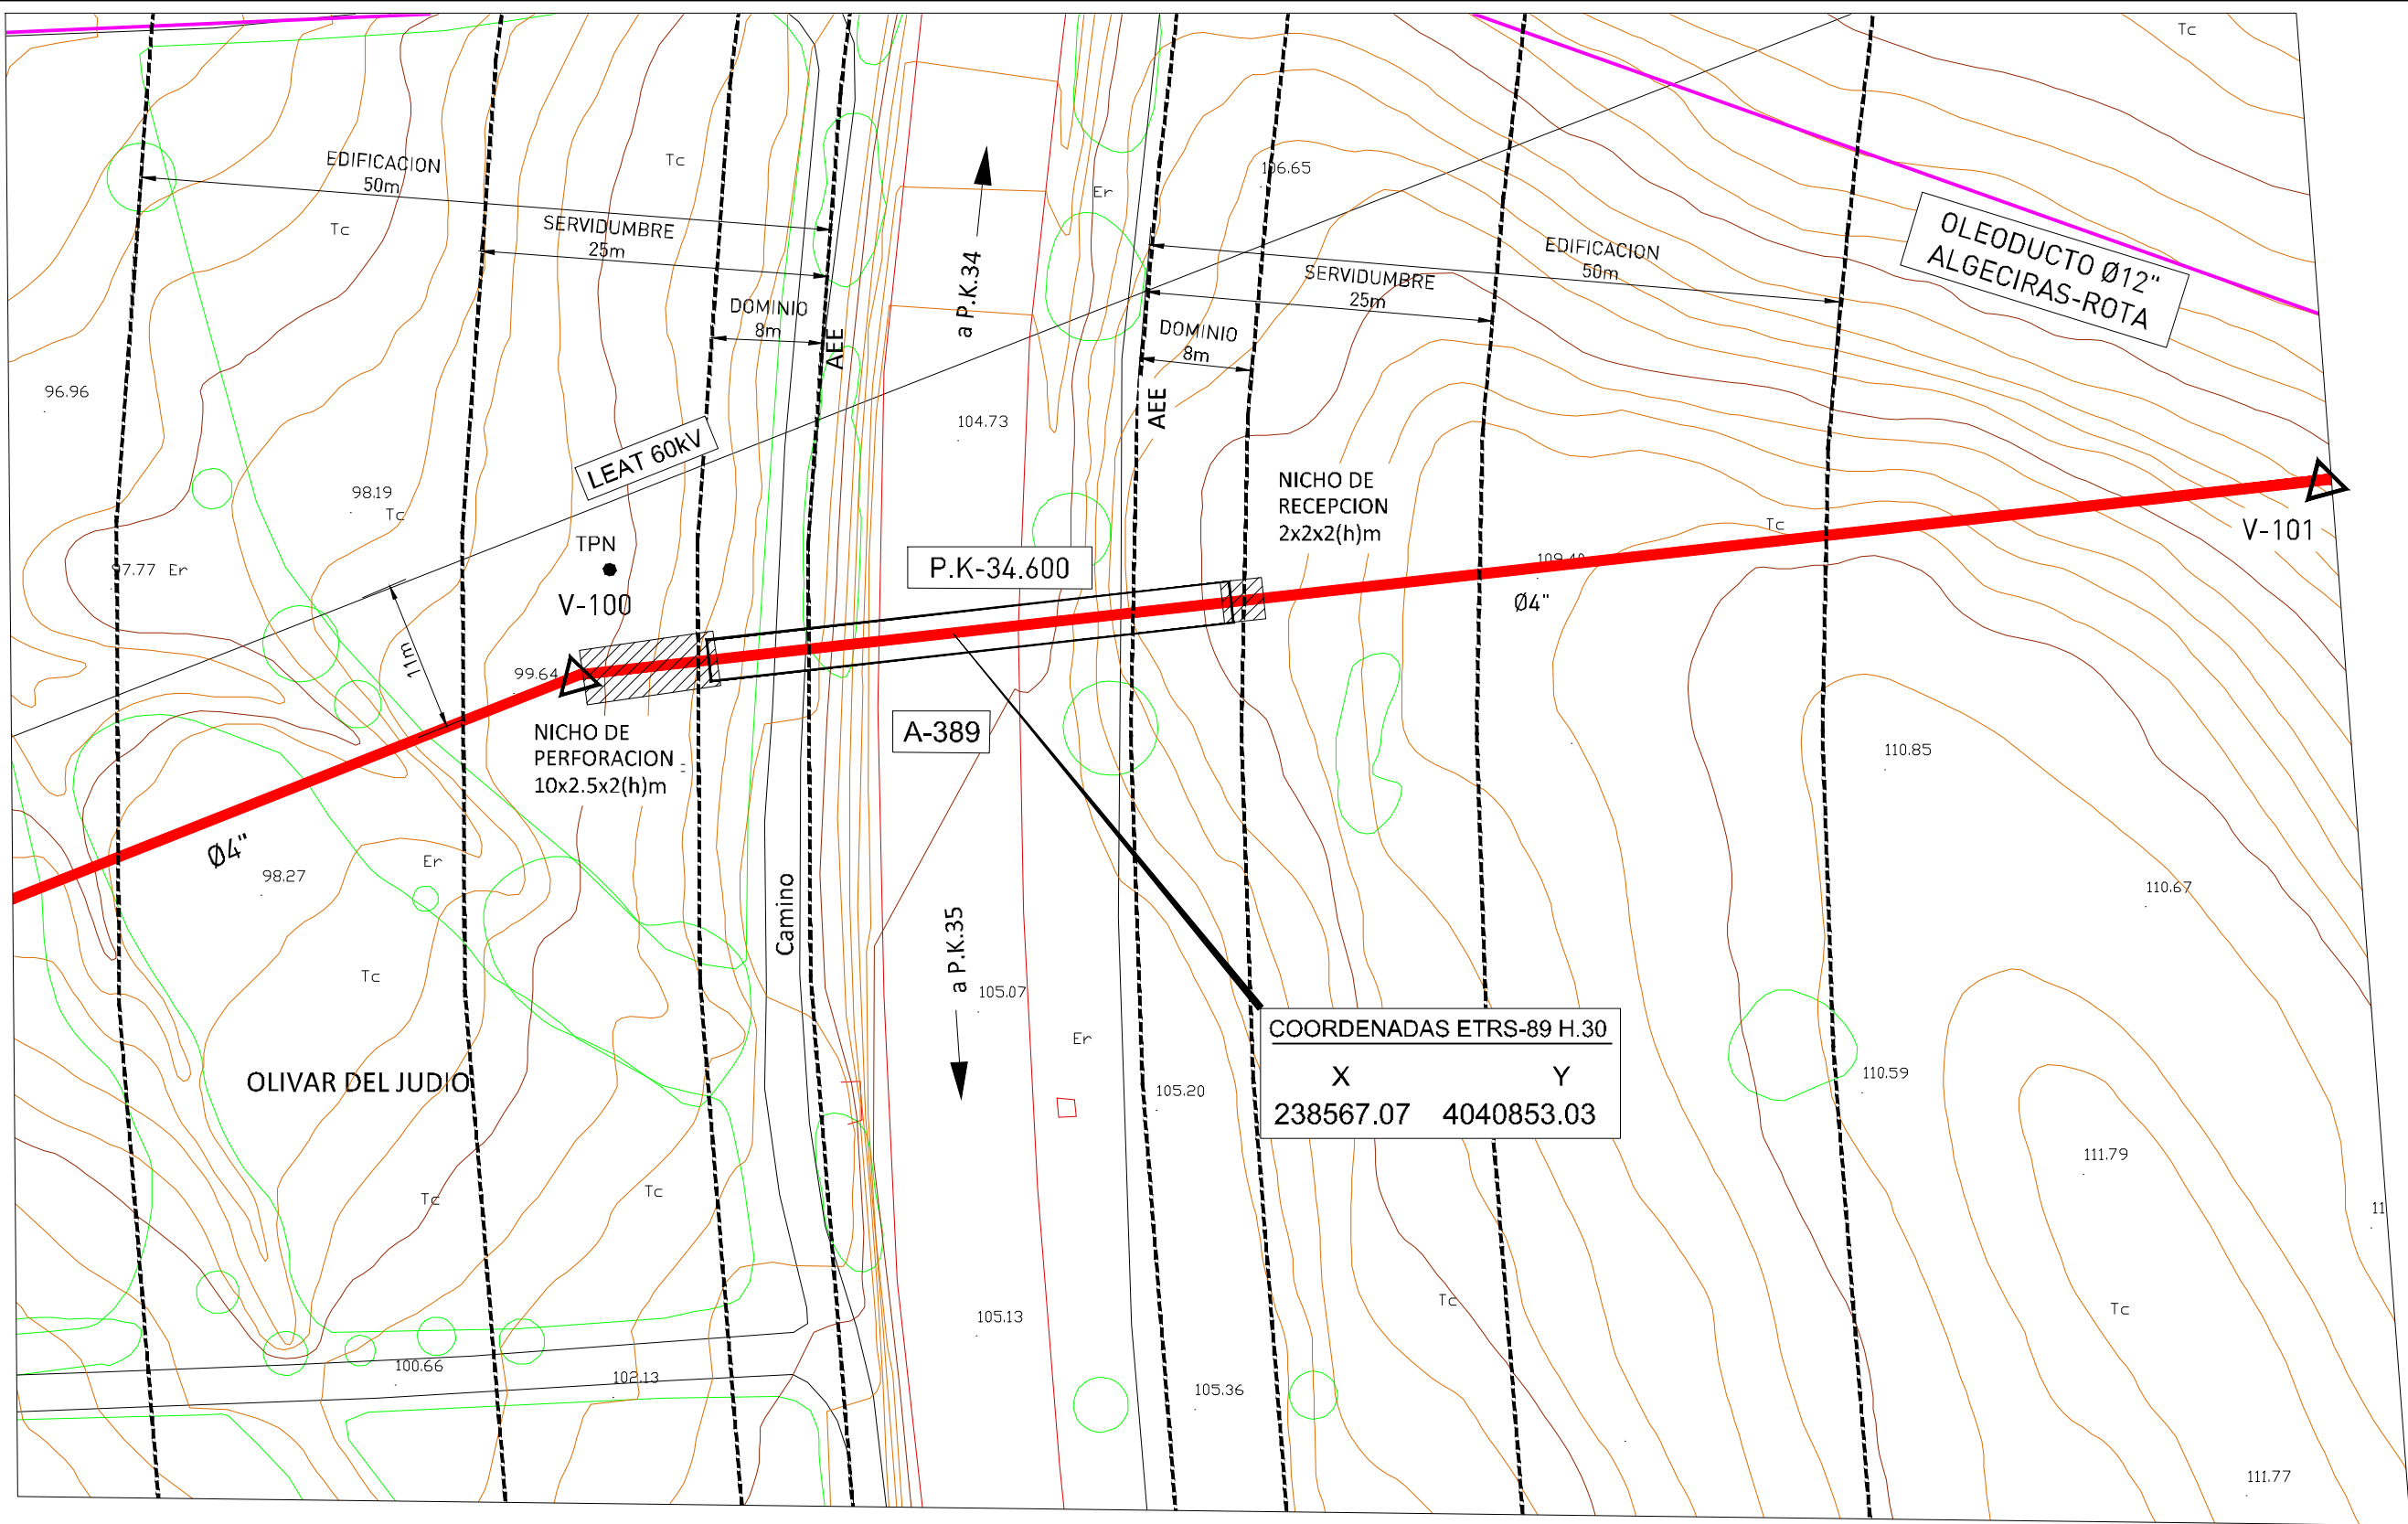 Tc
EDIFICACION
50m
Tc
Tc
SERVIDUMBRE
25m
DOMINIO
8m
AEE
a P.K.34
Er
106.65
EDIFICACION
50m
SERVIDUMBRE
25m
DOMINIO
8m
AEE
OLEODUCTO Ø12"
ALGECIRAS-ROTA
96.96
104.73
LEAT 60kV
98.19
Tc
NICHO DE
RECEPCION
2x2x2(h)m
Tc
V-101
TPN
V-100
97.77 Er
P.K-34.600
109.40
Ø4"
11m
99.64
NICHO DE
PERFORACION
10x2.5x2(h)m
A-389
110.85
Ø4"
98.27
Er
Camino
110.67
Tc
a P.K.35
105.07
Er
COORDENADAS ETRS-89 H.30
X Y
238567.07 4040853.03
OLIVAR DEL JUDIO
105.20
110.59
111.79
Tc
Tc
11
Tc
Tc
105.13
100.66
102.13
105.36
111.77